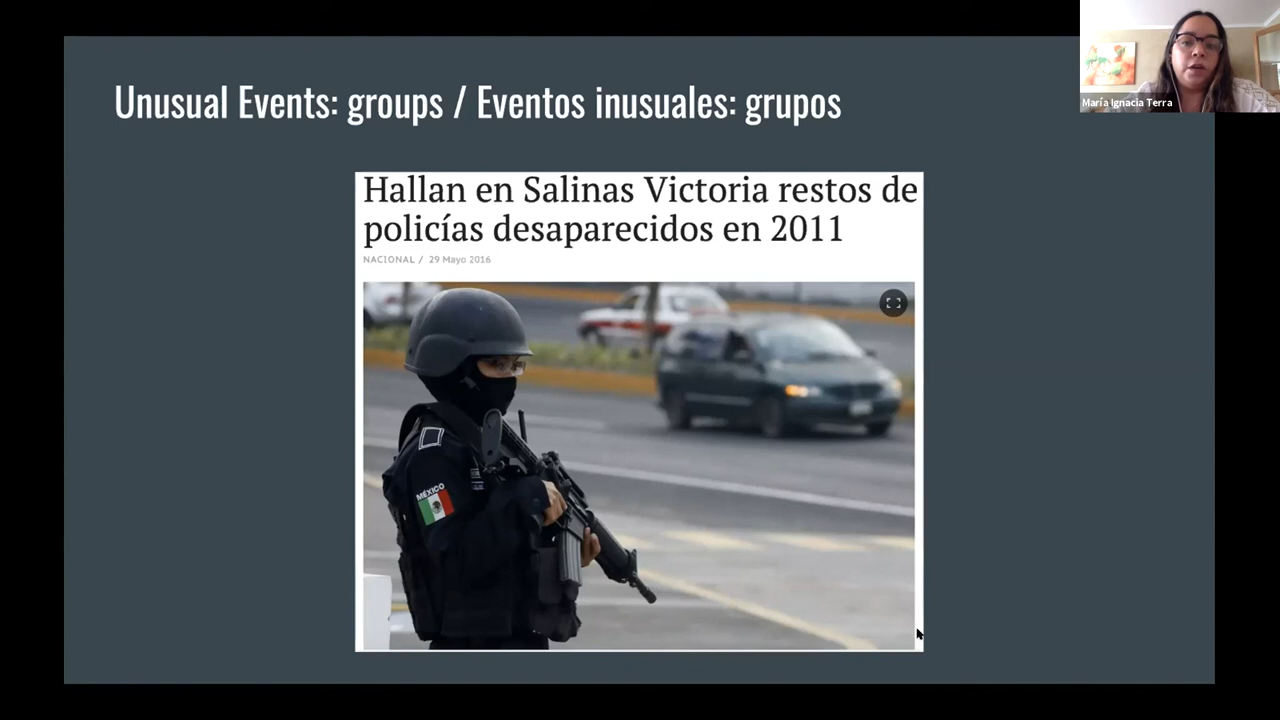 María Ignacia Terra
Unusual Events: groups / Eventos inusuales: grupos
Hallan en Salinas Victoria restos de
policías desaparecidos en 2011
NACIONAL / 29 Mayo 2016
MÉXICO